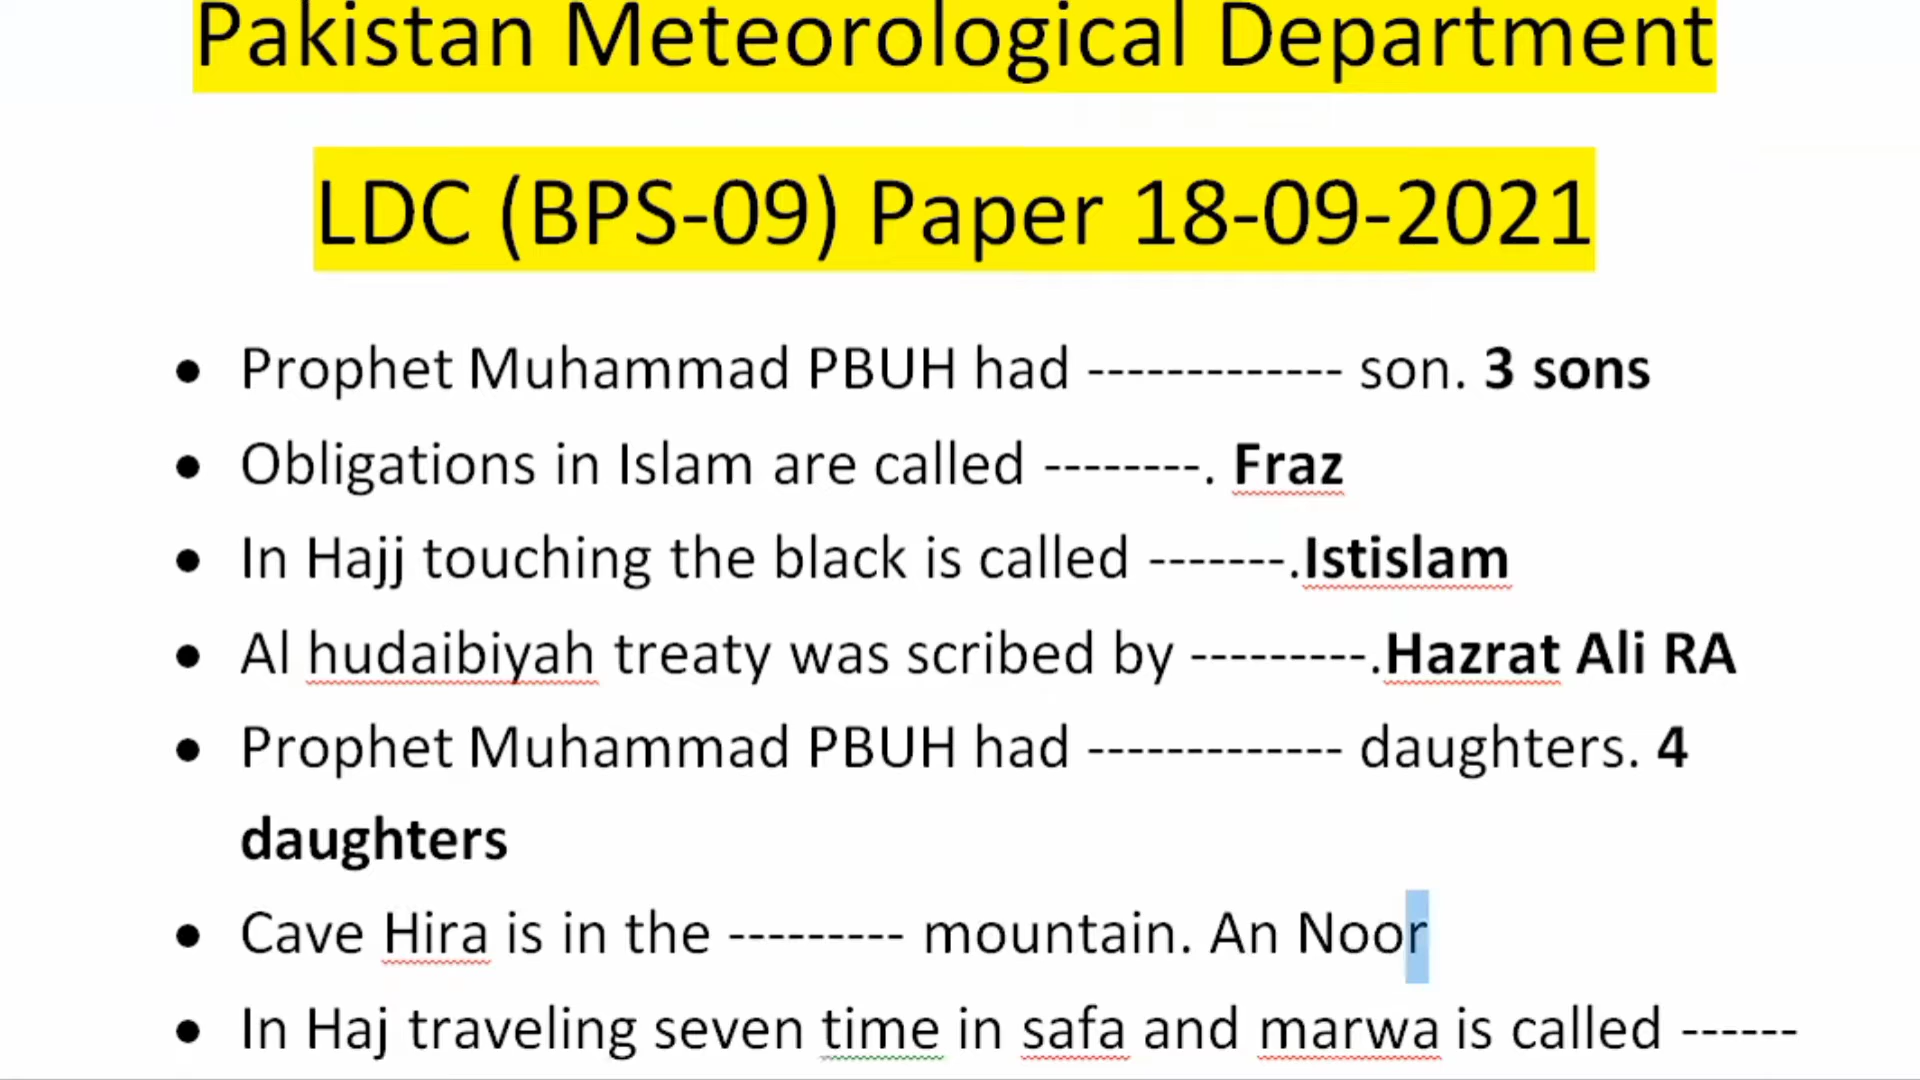 Pakistan Meteorological Department
LDC (BPS-09) Paper 18-09-2021
• Prophet Muhammad PBUH had ------------- son. 3 sons
• Obligations in Islam are called --------. Fraz
• In Hajj touching the black is called -------.Istislam
• Al hudaibiyah treaty was scribed by ---------.Hazrat Ali RA
• Prophet Muhammad PBUH had ------------- daughters. 4
daughters
• Cave Hira is in the --------- mountain. An Noor
• In Haj traveling seven time in safa and marwa is called ------